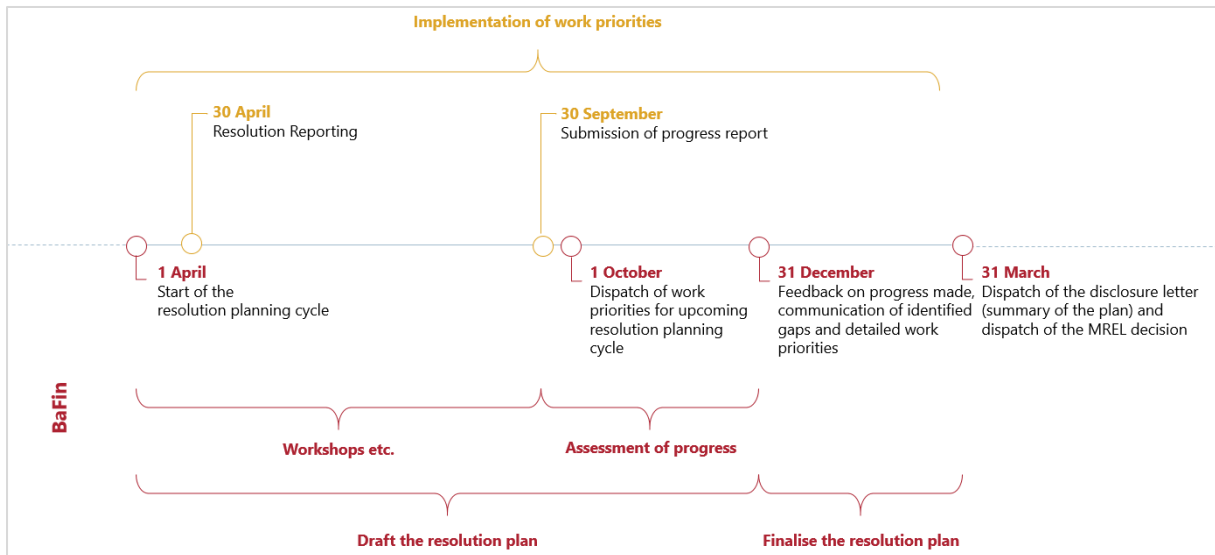 Implementation of work priorities
30 April
Resolution Reporting
30 September
Submission of progress report
1 April
Start of the
resolution planning cycle
1 October
Dispatch of work
priorities for upcoming
resolution planning
cycle
31 December
Feedback on progress made,
communication of identified
gaps and detailed work
priorities
31 March
Dispatch of the disclosure letter
(summary of the plan) and
dispatch of the MREL decision
BaFin
Workshops etc.
Assessment of progress
Draft the resolution plan
Finalise the resolution plan